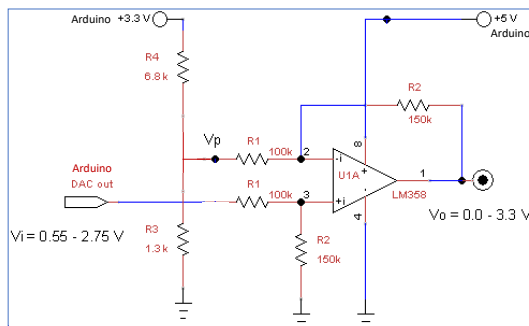 Arduino +3.3 V
+5 V
Arduino
R4
6.8k
R2
150k
Vp
R1
100k
2
-i
8
+
U1A
1
LM358
Arduino
DAC out
R1
100k
3
+i
-
4
Vi = 0.55 - 2.75 V
R3
1.3k
R2
150k
Vo = 0.0 - 3.3 V